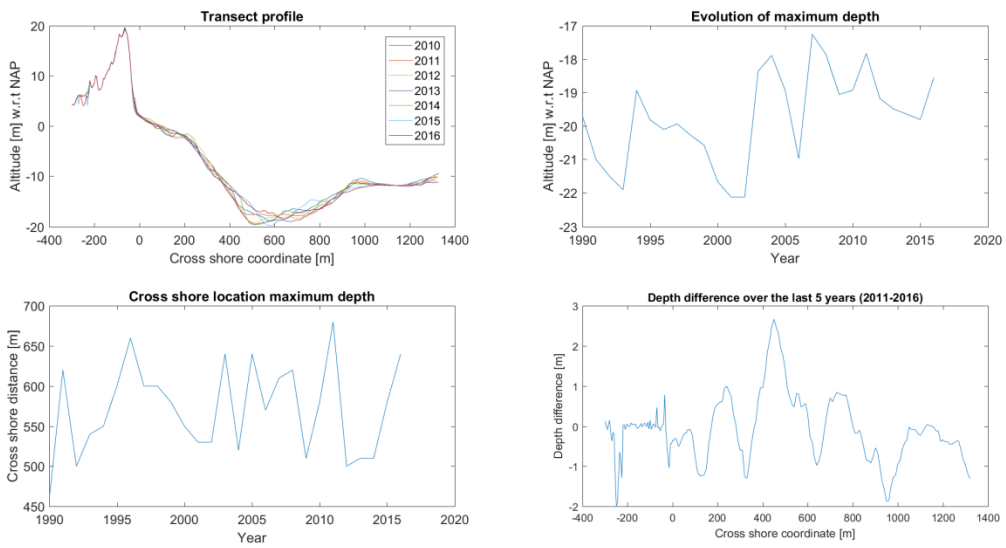 Transect profile
Altitude [m] w.r.t NAP
20
10
0
-10
-20
2010
2011
2012
2013
2014
2015
2016
-400 -200 0 200 400 600 800 1000 1200 1400
Cross shore coordinate [m]
Evolution of maximum depth
Altitude [m] w.r.t NAP
-17
-18
-19
-20
-21
-22
-23
1990 1995 2000 2005 2010 2015 2020
Year
Cross shore location maximum depth
Cross shore distance [m]
700
650
600
550
500
450
1990 1995 2000 2005 2010 2015 2020
Year
Depth difference over the last 5 years (2011-2016)
Depth difference [m]
3
2
1
0
-1
-2
-400 -200 0 200 400 600 800 1000 1200 1400
Cross shore coordinate [m]